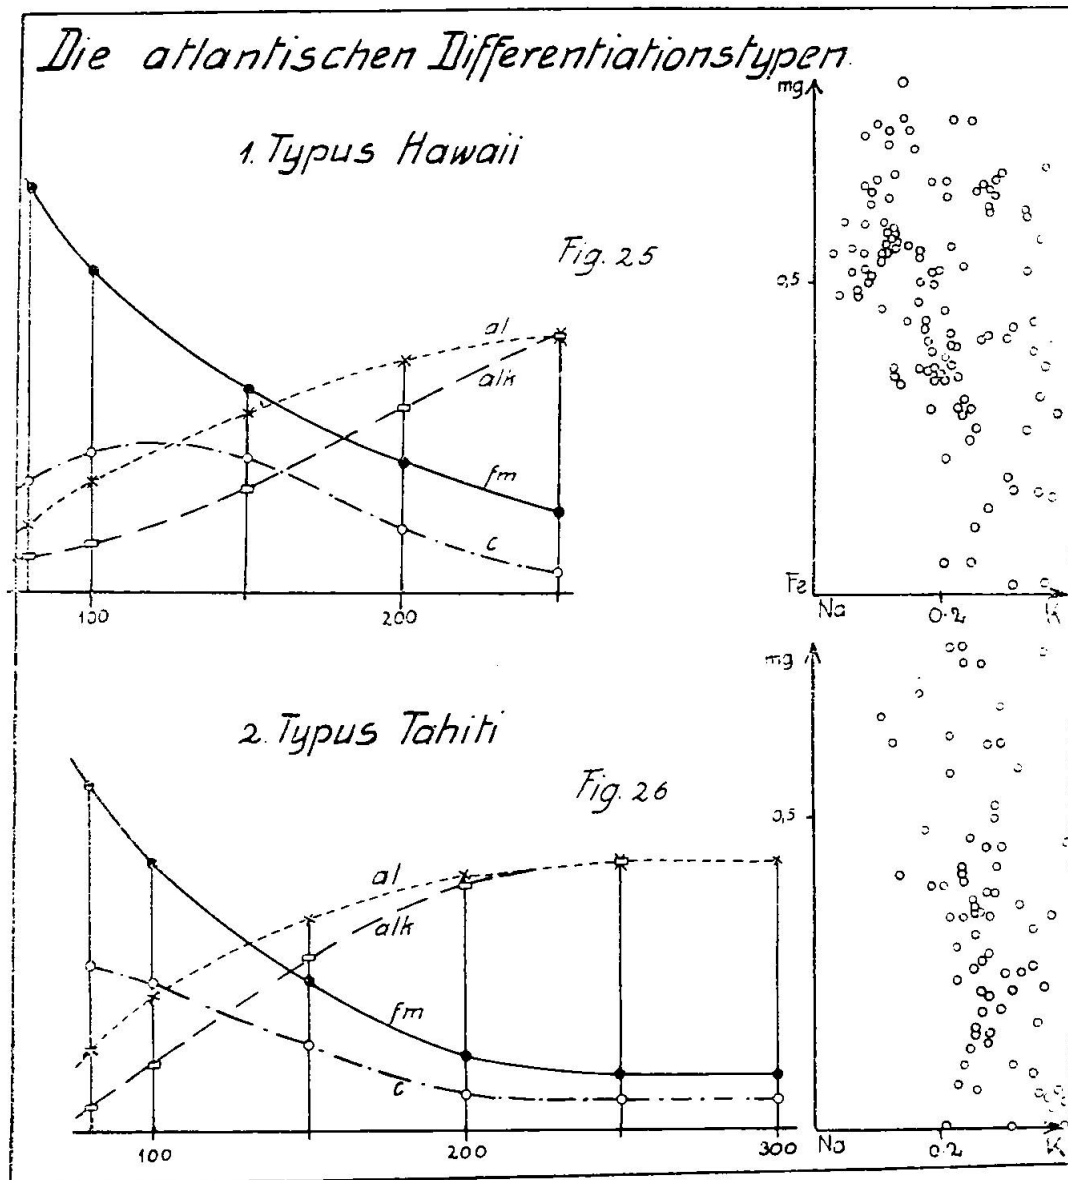 Die atlantischen Differentiationstypen.
1. Typus Hawaii
Fig. 25
al
alk
fm
c
100
200
mg
0,5
Fe
Na
0.2
K
2. Typus Tahiti
Fig. 26
al
alk
fm
c
100
200
300
mg
0,5
Na
0.2
K